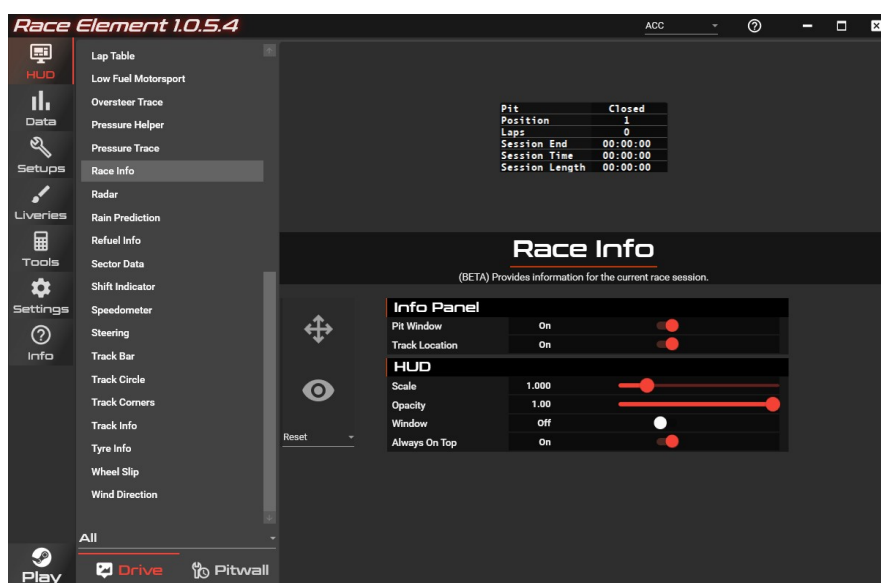 Race Element 1.0.5.4
ACC
HUD
Data
Setups
Liveries
Tools
Settings
Info
Play
Lap Table
Low Fuel Motorsport
Oversteer Trace
Pressure Helper
Pressure Trace
Race Info
Radar
Rain Prediction
Refuel Info
Sector Data
Shift Indicator
Speedometer
Steering
Track Bar
Track Circle
Track Corners
Track Info
Tyre Info
Wheel Slip
Wind Direction
All
Drive Pitwall
Pit Closed
Position 1
Laps 0
Session End 00:00:00
Session Time 00:00:00
Session Length 00:00:00
Race Info
(BETA) Provides information for the current race session.
Reset
Info Panel
Pit Window On
Track Location On
HUD
Scale 1.000
Opacity 1.00
Window Off
Always On Top On